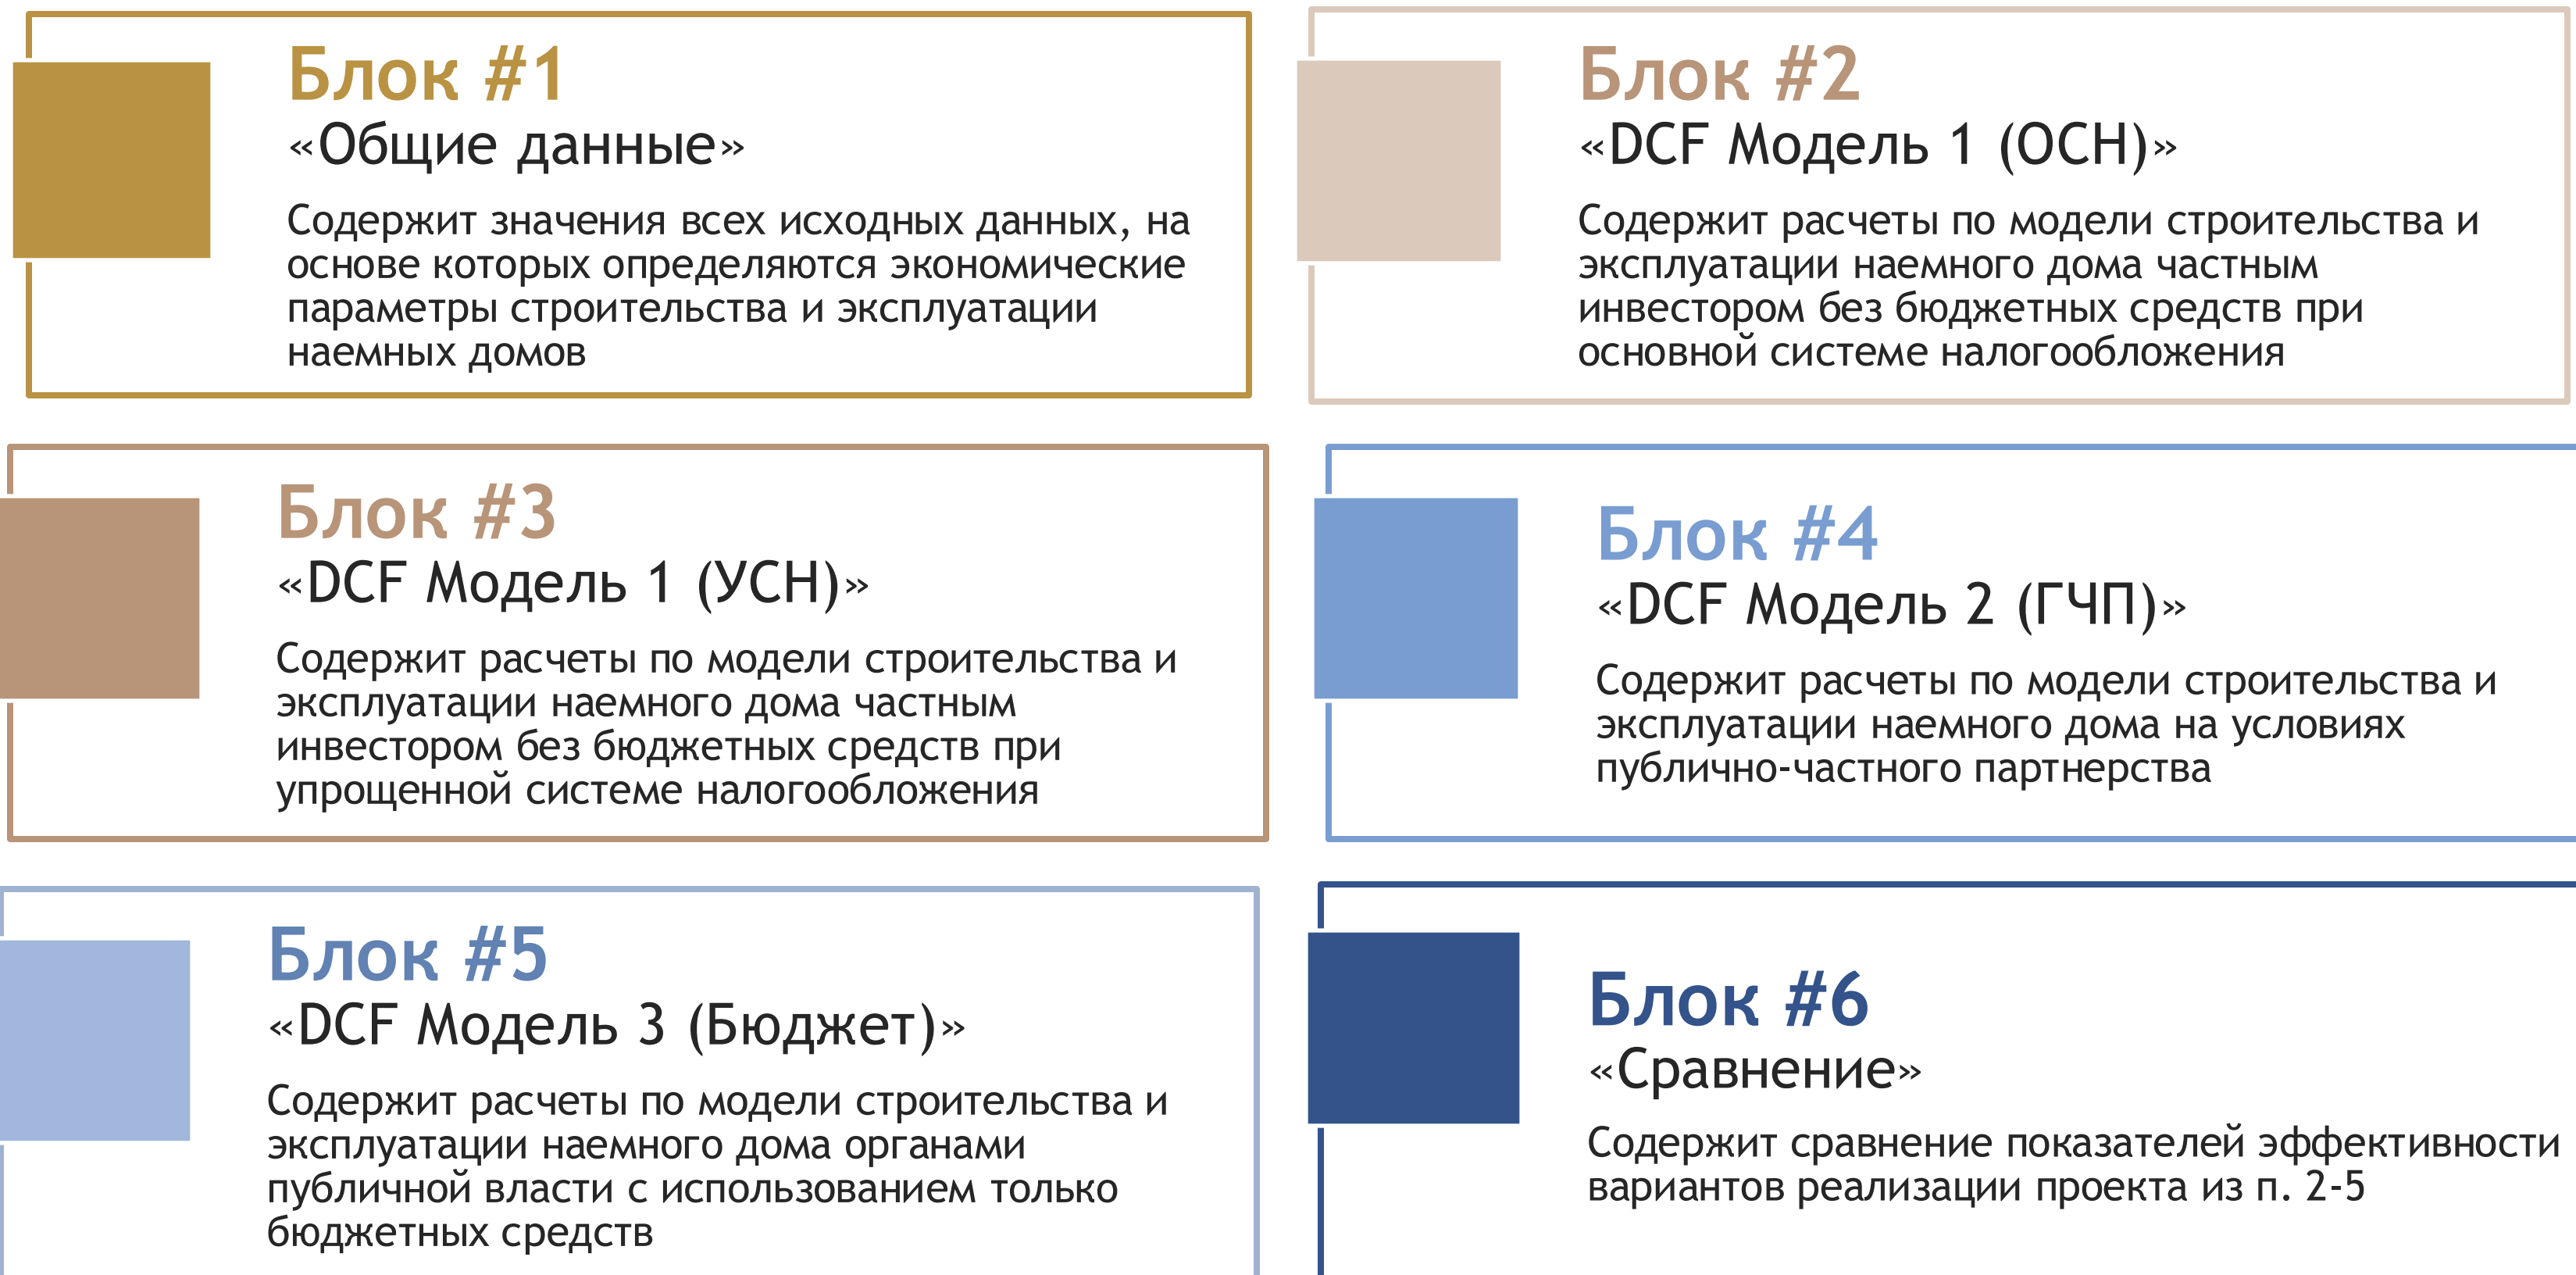 Блок #1
«Общие данные»
Содержит значения всех исходных данных, на
основе которых определяются экономические
параметры строительства и эксплуатации
наемных домов
Блок #2
«DCF Модель 1 (ОСН)»
Содержит расчеты по модели строительства и
эксплуатации наемного дома частным
инвестором без бюджетных средств при
основной системе налогообложения
Блок #3
«DCF Модель 1 (УСН)»
Содержит расчеты по модели строительства и
эксплуатации наемного дома частным
инвестором без бюджетных средств при
упрощенной системе налогообложения
Блок #4
«DCF Модель 2 (ГЧП)»
Содержит расчеты по модели строительства и
эксплуатации наемного дома на условиях
публично-частного партнерства
Блок #5
«DCF Модель 3 (Бюджет)»
Содержит расчеты по модели строительства и
эксплуатации наемного дома органами
публичной власти с использованием только
бюджетных средств
Блок #6
«Сравнение»
Содержит сравнение показателей эффективности
вариантов реализации проекта из п. 2-5